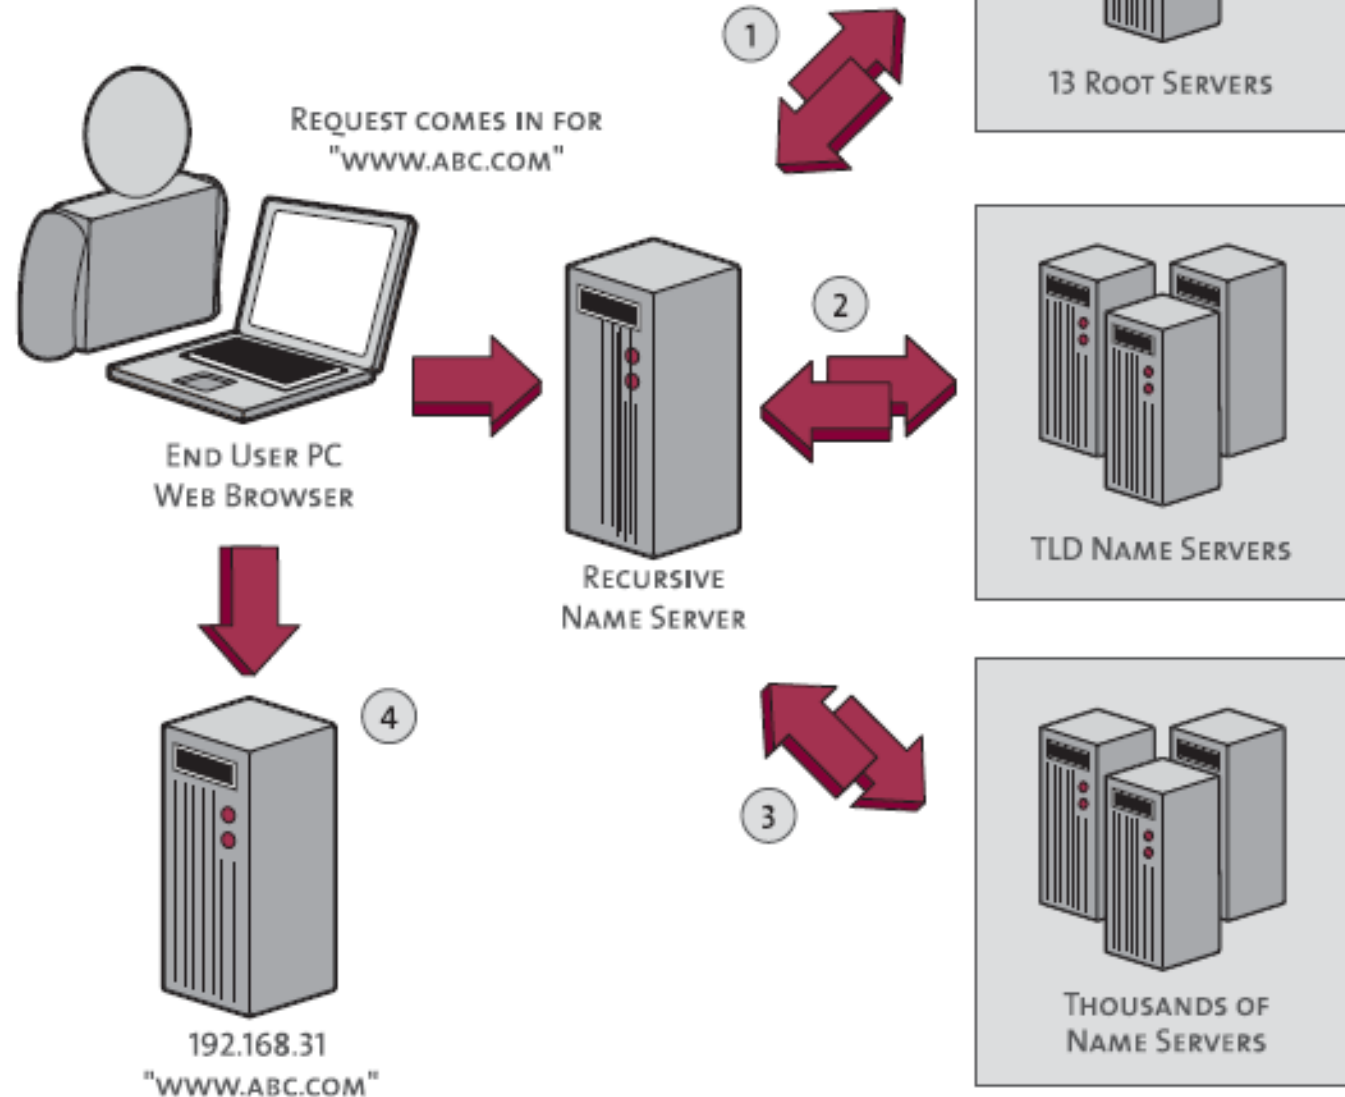 1
13 Root Servers
Request comes in for
"www.abc.com"
2
End User PC
Web Browser
TLD Name Servers
Recursive
Name Server
4
3
192.168.31
"www.abc.com"
Thousands of
Name Servers